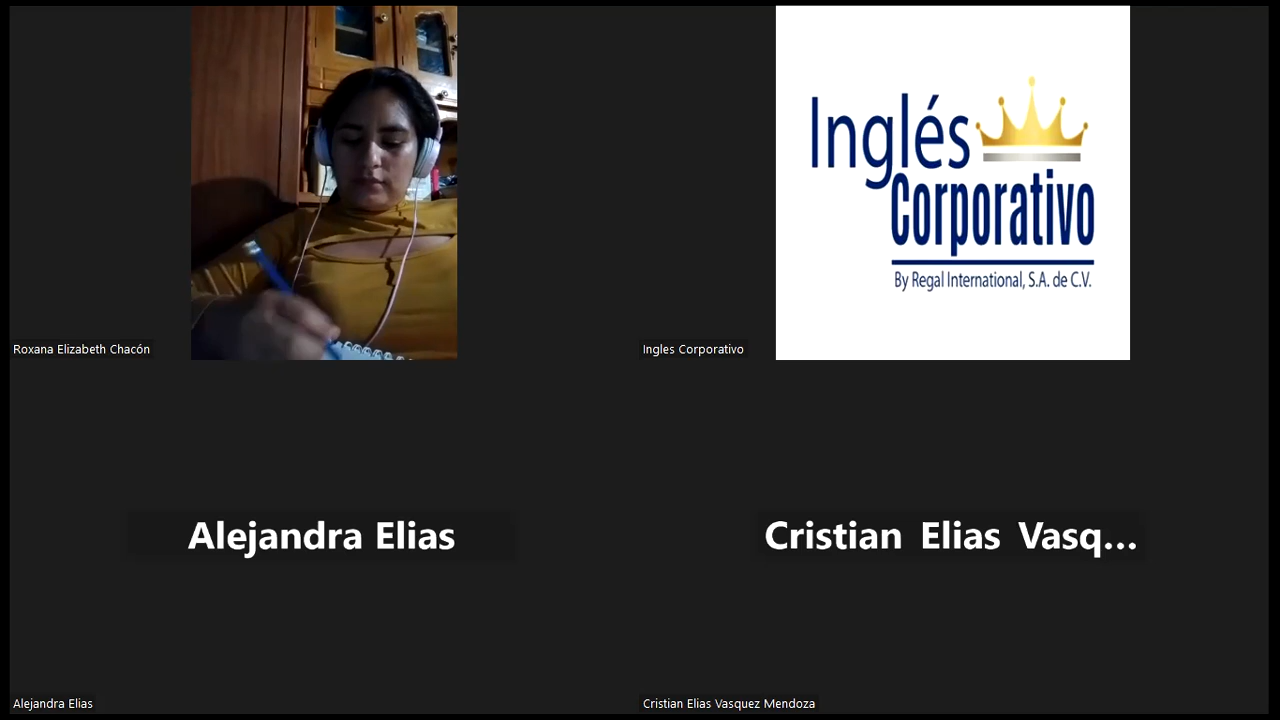 Inglés
Corporativo
By Regal International, S.A. de C.V.
Roxana Elizabeth Chacón
Ingles Corporativo
Alejandra Elias
Cristian Elias Vasq...
Alejandra Elias
Cristian Elias Vasquez Mendoza